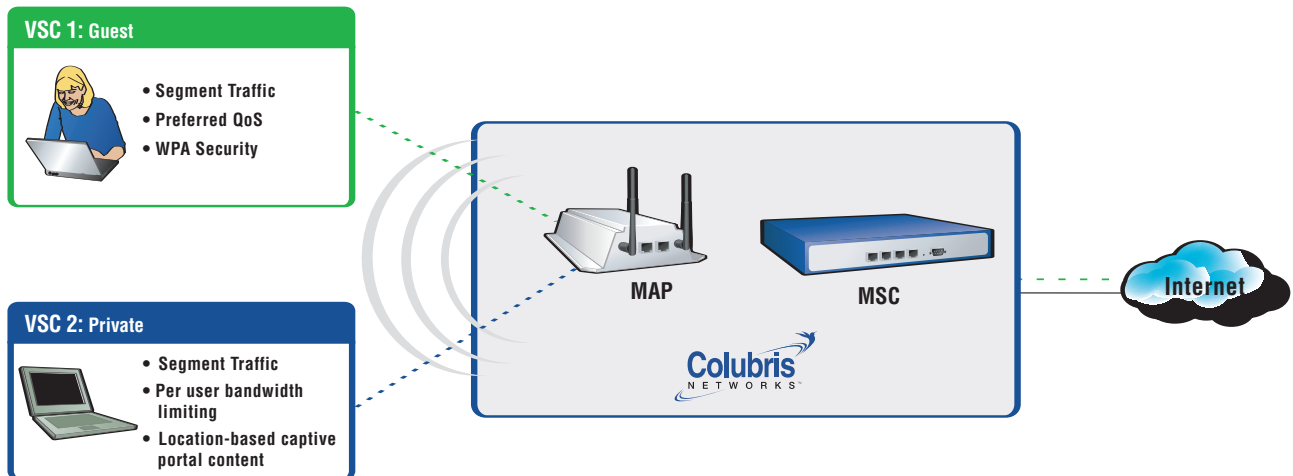 VSC 1: Guest
• Segment Traffic
• Preferred QoS
• WPA Security
MAP
MSC
Internet
Colubris
NETWORKS™
VSC 2: Private
• Segment Traffic
• Per user bandwidth
limiting
• Location-based captive
portal content